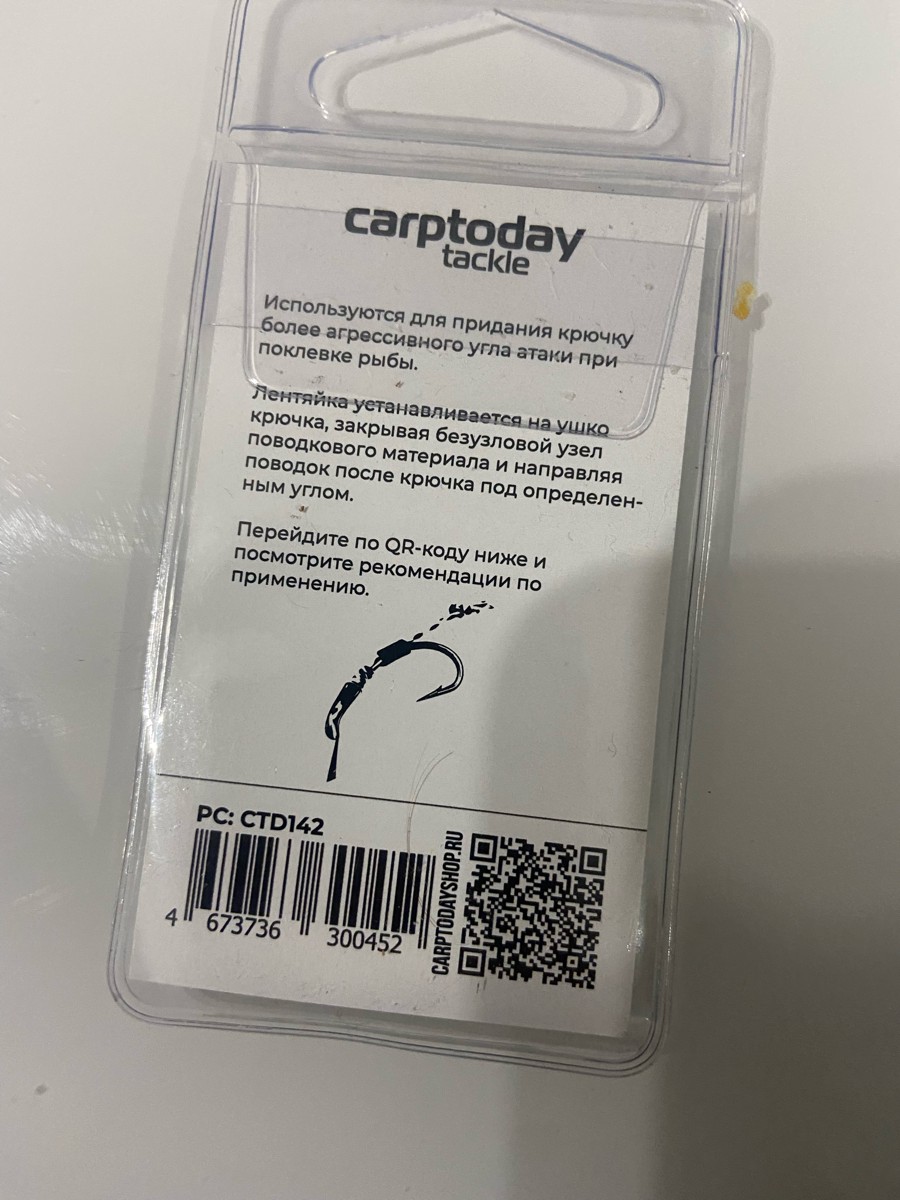 carptoday
tackle
Используются для придания крючку
более агрессивного угла атаки при
поклевке рыбы.
Лентяйка устанавливается на ушко
крючка, закрывая безузловой узел
поводкового материала и направляя
поводок после крючка под определен-
ным углом.
Перейдите по QR-коду ниже и
посмотрите рекомендации по
применению.
PC: CTD142
4 673736 300452
CARPTODAYSHOP.RU